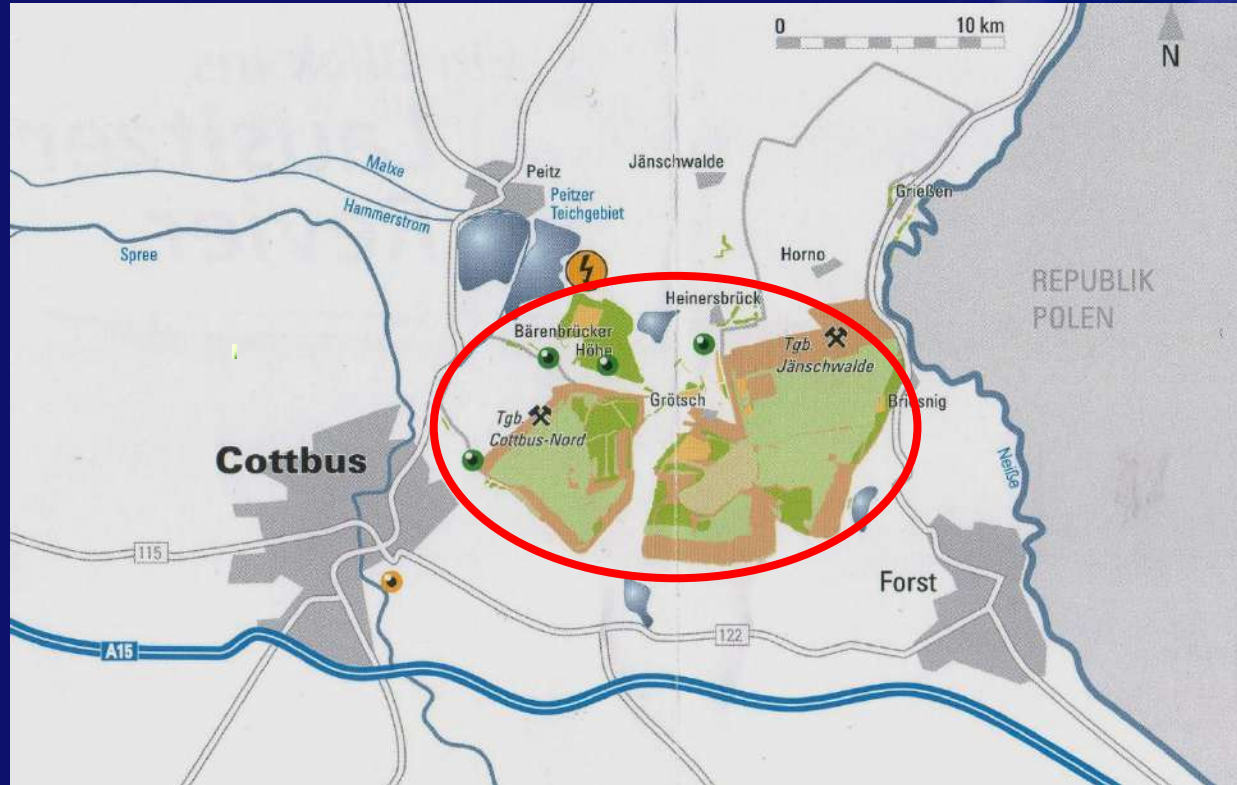 0 10 km
N
Malxe
Peitz
Jänschwalde
Hammerstrom
Peitzer
Teichgebiet
Grießen
Spree
Horno
REPUBLIK
POLEN
Heinersbrück
Bärenbrücker
Höhe
Tgb.
Jänschwalde
Grötsch
Briesnig
Tgb.
Cottbus-Nord
Cottbus
Neiße
115
Forst
122
A15